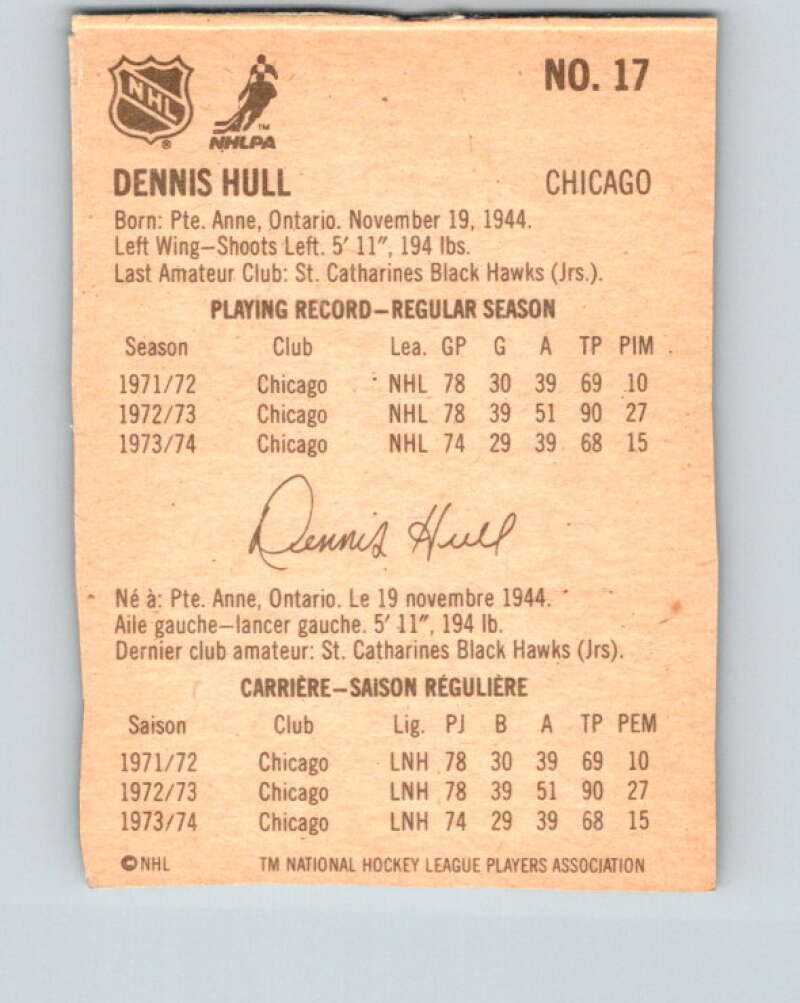 NHL ® NHLPA TM NO. 17
DENNIS HULL CHICAGO
Born: Pte. Anne, Ontario. November 19, 1944.
Left Wing—Shoots Left. 5′ 11″, 194 lbs.
Last Amateur Club: St. Catharines Black Hawks (Jrs.).
PLAYING RECORD—REGULAR SEASON
Season Club Lea. GP G A TP PIM
1971/72 Chicago NHL 78 30 39 69 10
1972/73 Chicago NHL 78 39 51 90 27
1973/74 Chicago NHL 74 29 39 68 15
Dennis Hull
Né à: Pte. Anne, Ontario. Le 19 novembre 1944.
Aile gauche—lancer gauche. 5′ 11″, 194 lb.
Dernier club amateur: St. Catharines Black Hawks (Jrs).
CARRIÈRE—SAISON RÉGULIÈRE
Saison Club Lig. PJ B A TP PEM
1971/72 Chicago LNH 78 30 39 69 10
1972/73 Chicago LNH 78 39 51 90 27
1973/74 Chicago LNH 74 29 39 68 15
©NHL TM NATIONAL HOCKEY LEAGUE PLAYERS ASSOCIATION